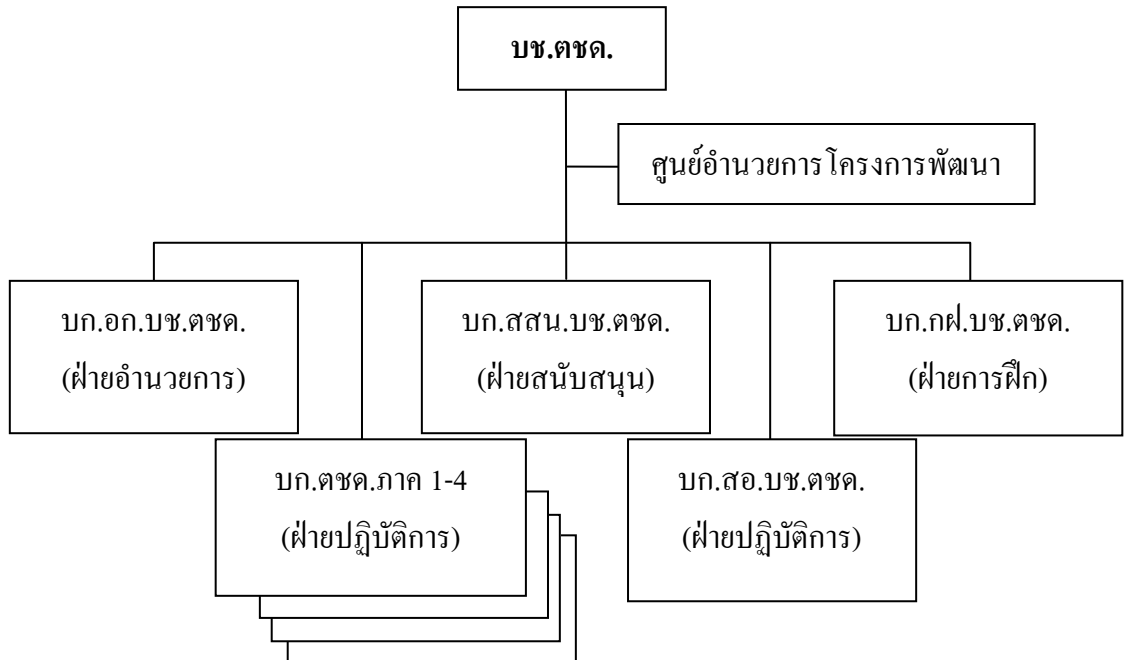 บช.ตชด.
ศูนย์อำนวยการโครงการพัฒนา
บก.อก.บช.ตชด.
(ฝ่ายอำนวยการ)
บก.สสน.บช.ตชด.
(ฝ่ายสนับสนุน)
บก.กฝ.บช.ตชด.
(ฝ่ายการฝึก)
บก.ตชด.ภาค 1-4
(ฝ่ายปฏิบัติการ)
บก.สอ.บช.ตชด.
(ฝ่ายปฏิบัติการ)